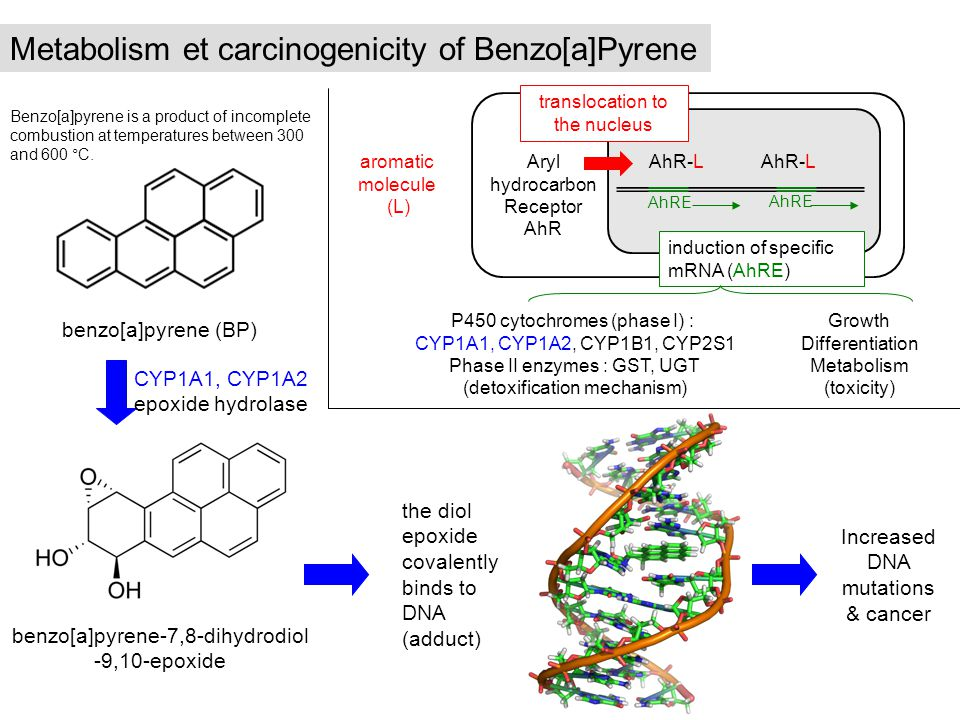 Metabolism et carcinogenicity of Benzo[a]Pyrene
Benzo[a]pyrene is a product of incomplete
combustion at temperatures between 300
and 600 °C.
benzo[a]pyrene (BP)
CYP1A1, CYP1A2
epoxide hydrolase
O
HO
OH
benzo[a]pyrene-7,8-dihydrodiol
-9,10-epoxide
aromatic
molecule
(L)
translocation to
the nucleus
Aryl
hydrocarbon
Receptor
AhR
AhR-L
AhR-L
AhRE
AhRE
induction of specific
mRNA (AhRE)
P450 cytochromes (phase I) :
CYP1A1, CYP1A2, CYP1B1, CYP2S1
Phase II enzymes : GST, UGT
(detoxification mechanism)
Growth
Differentiation
Metabolism
(toxicity)
the diol
epoxide
covalently
binds to
DNA
(adduct)
Increased
DNA
mutations
& cancer